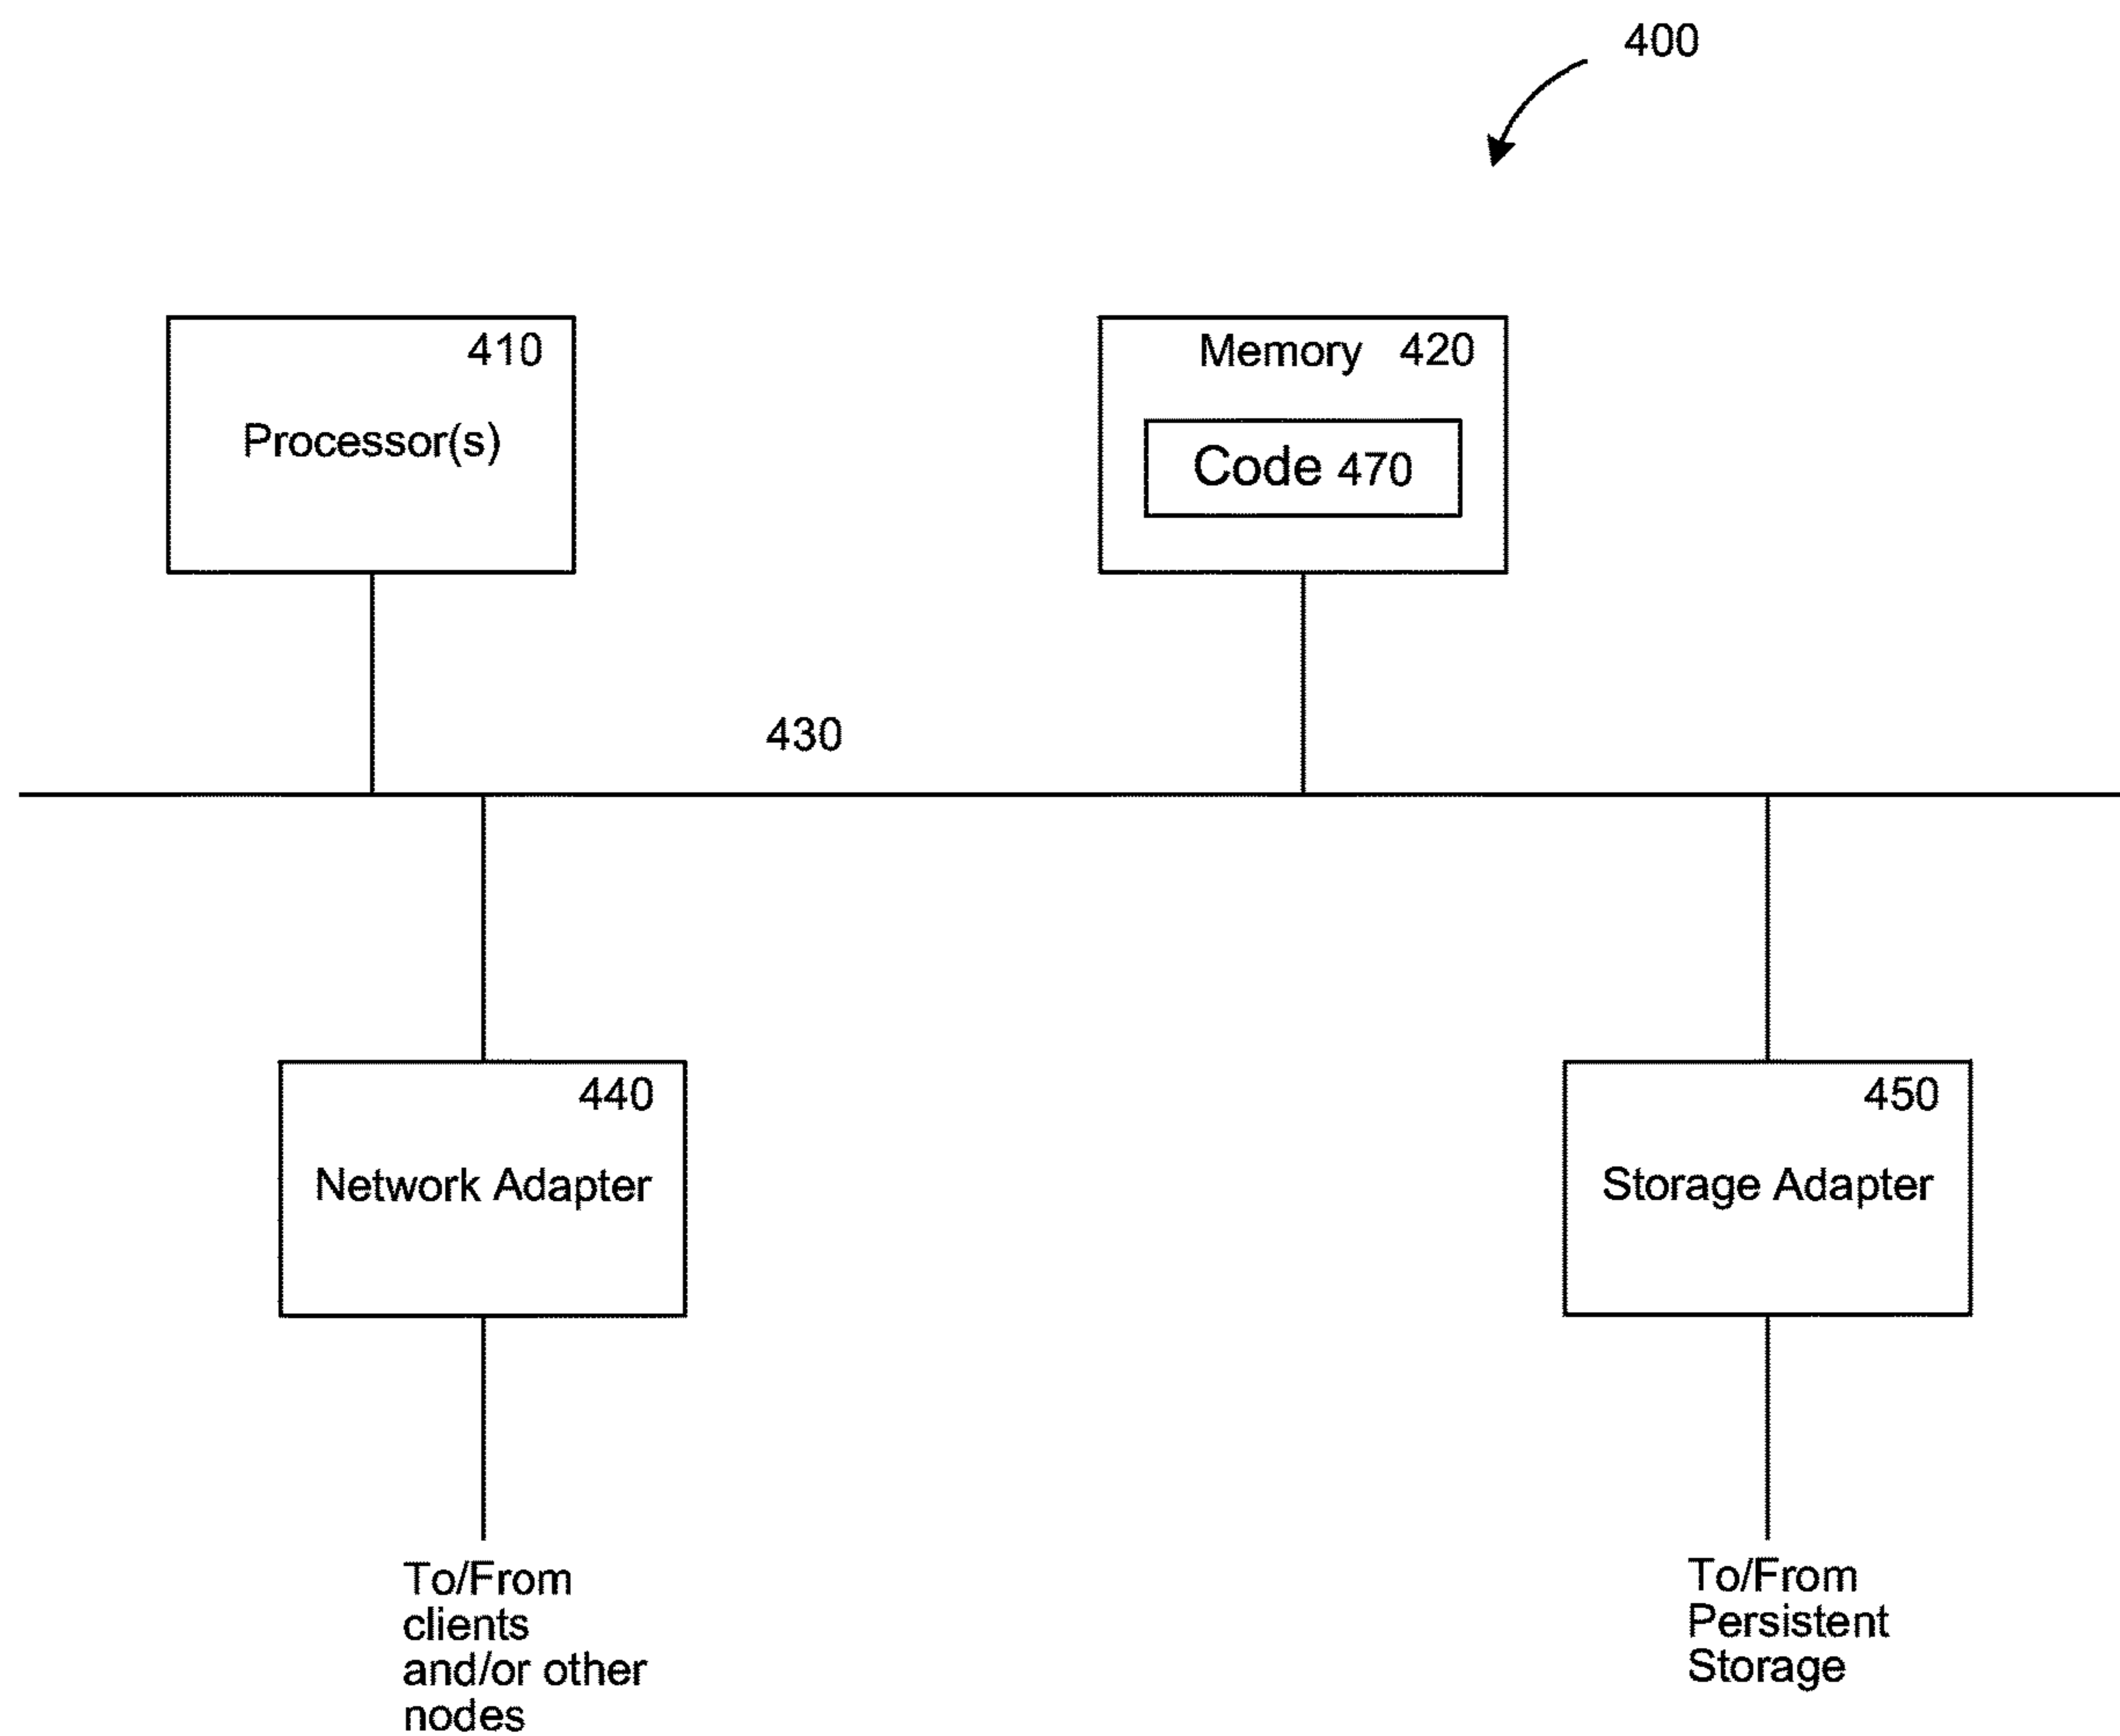 400
410
Processor(s)
Memory 420
Code 470
430
440
Network Adapter
450
Storage Adapter
To/From
clients
and/or other
nodes
To/From
Persistent
Storage